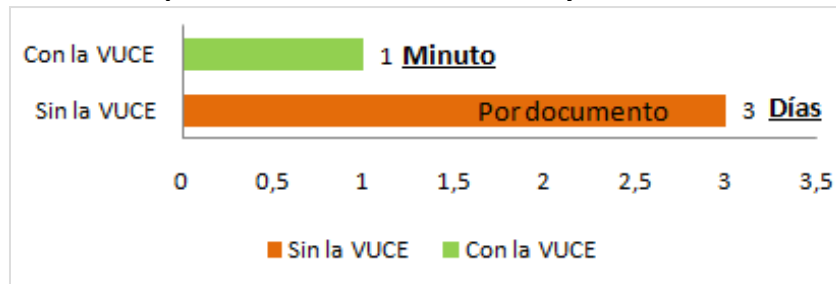 Con la VUCE 1 Minuto
Sin la VUCE Por documento 3 Días
0 0,5 1 1,5 2 2,5 3 3,5
Sin la VUCE Con la VUCE